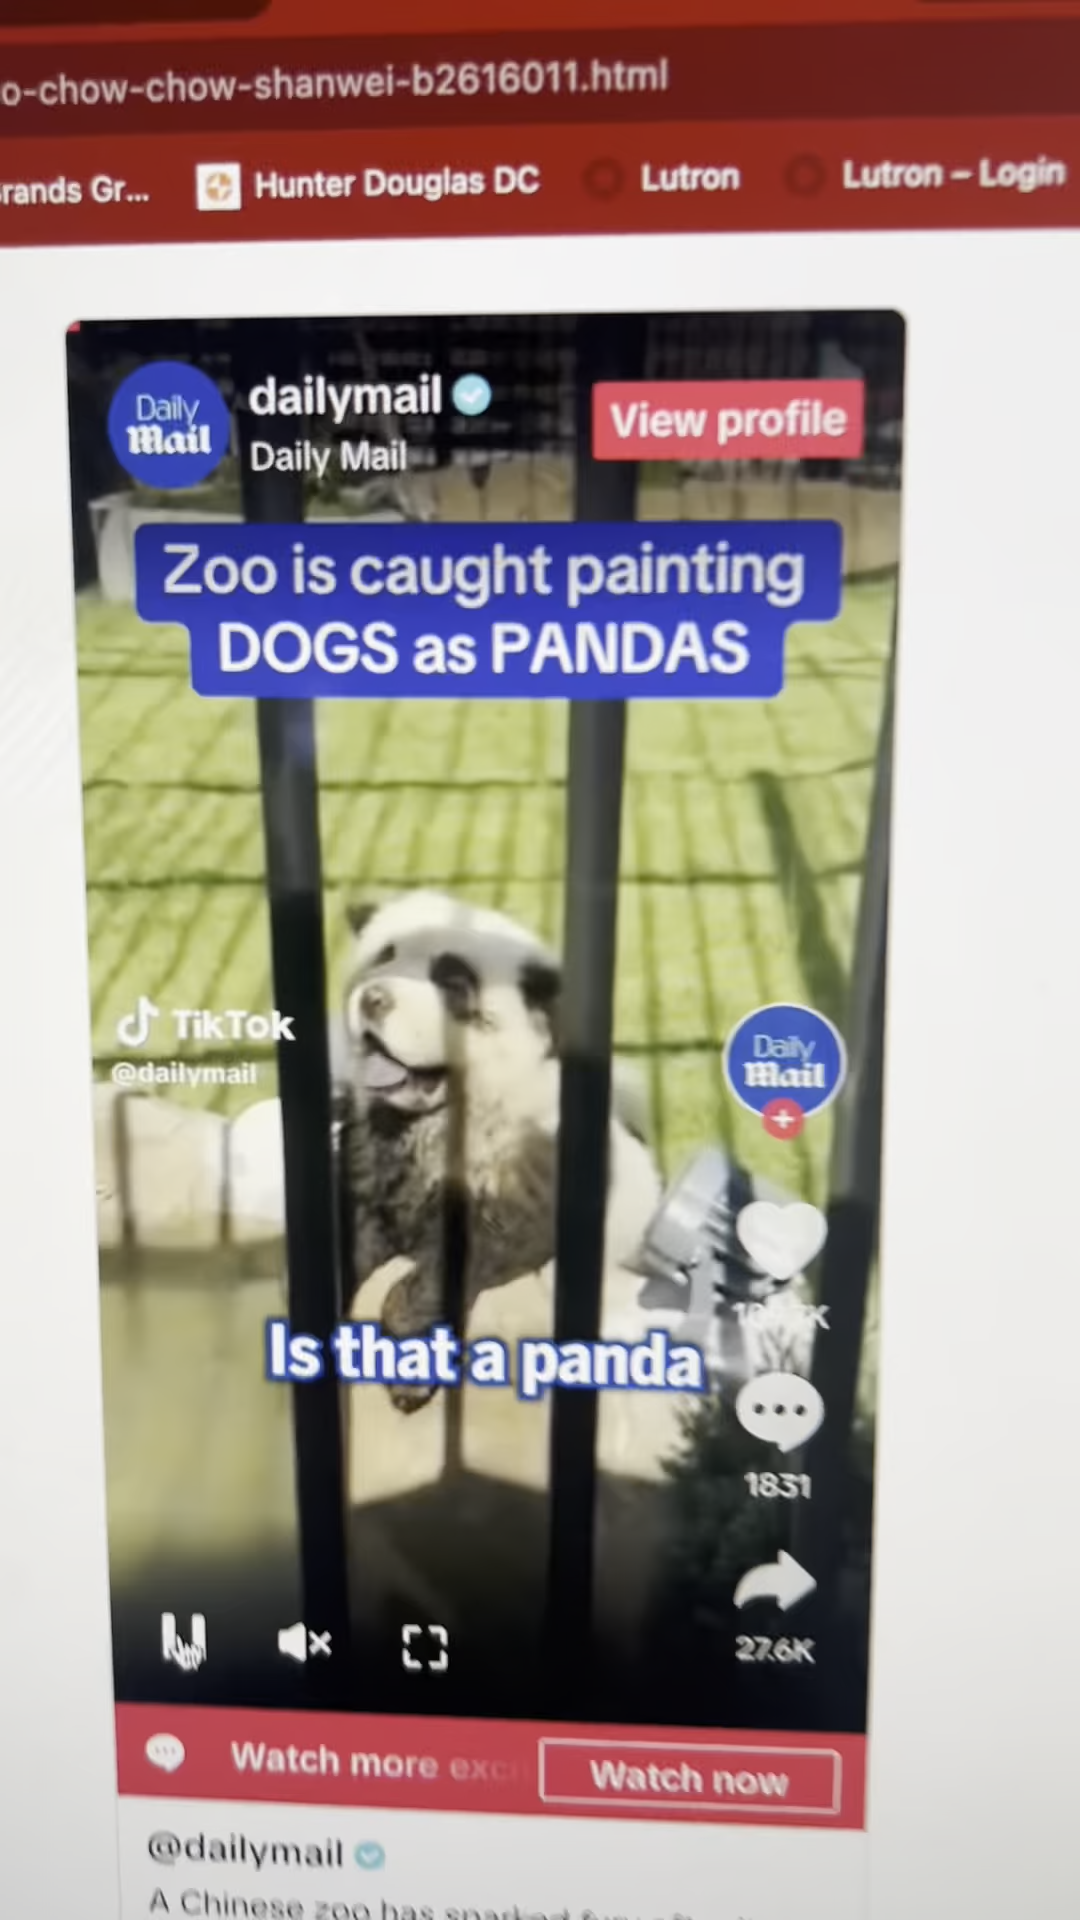 o-chow-chow-shanwei-b2616011.html
rands Gr...
Hunter Douglas DC
Lutron
Lutron – Login
Daily
Mail
dailymail
Daily Mail
View profile
Zoo is caught painting
DOGS as PANDAS
TikTok
@dailymail
Daily
Mail
Is that a panda
1831
27.6K
Watch more
Watch now
@dailymail
A Chinese zoo has sparked fury